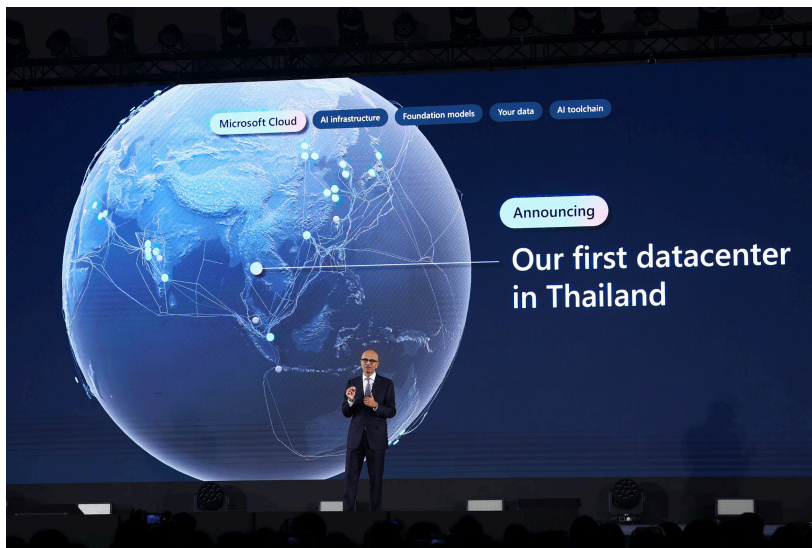 Microsoft Cloud
AI infrastructure
Foundation models
Your data
AI toolchain
Announcing
Our first datacenter
in Thailand